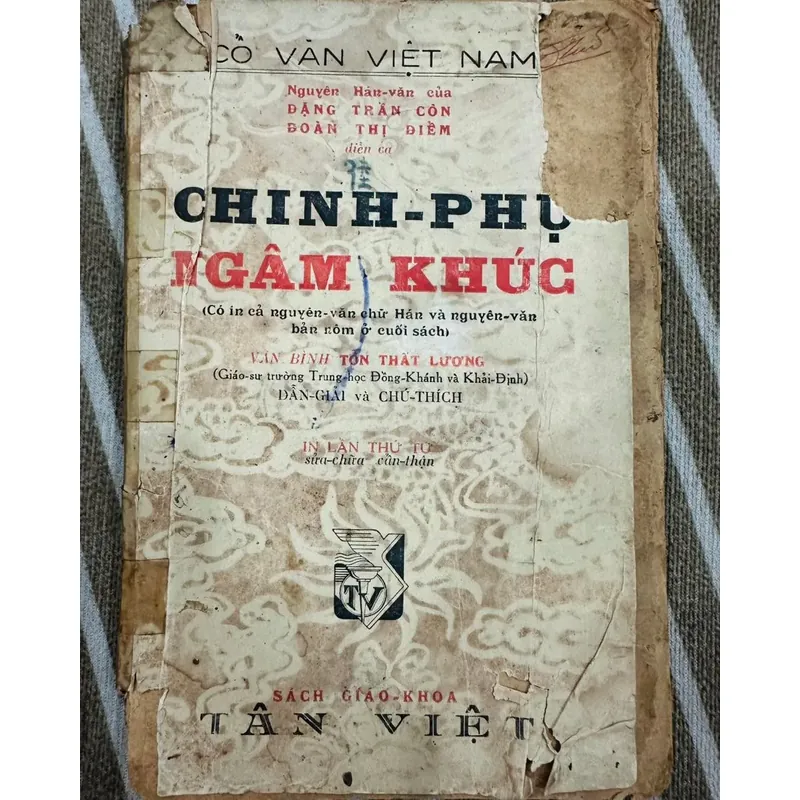 CỔ VĂN VIỆT NAM
Nguyên Hán-văn của
ĐẶNG TRẦN CÔN
ĐOÀN THỊ ĐIỂM
diễn ca
CHINH-PHỤ
NGÂM KHÚC
(Có in cả nguyên-văn chữ Hán và nguyên-văn
bản nôm ở cuối sách)
VÂN BÌNH TÔN THẤT LƯƠNG
(Giáo-sư trường Trung-học Đồng-Khánh và Khải-Định)
DẪN-GIẢI và CHÚ-THÍCH
IN LẦN THỨ TƯ
sửa-chữa cẩn-thận
TV
SÁCH GIÁO-KHOA
TÂN VIỆT